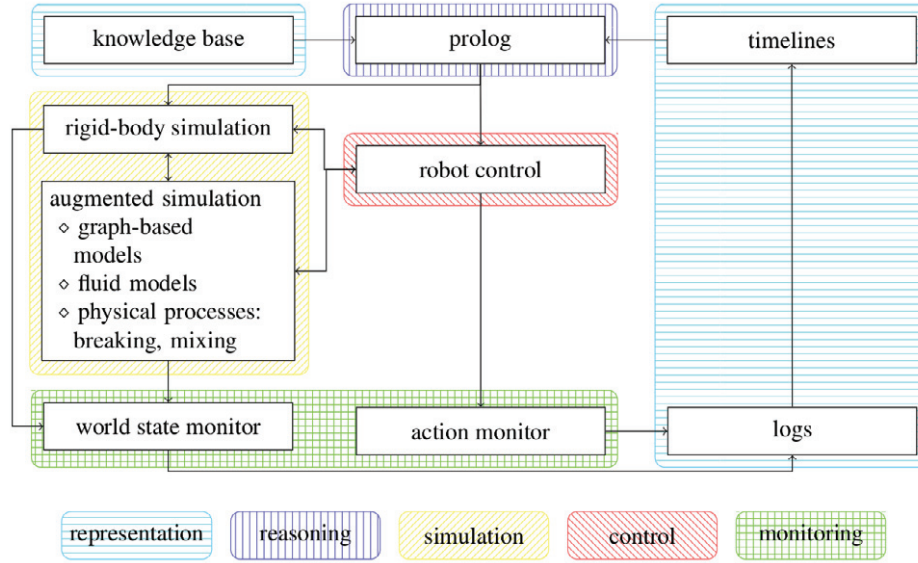 knowledge base
prolog
timelines
rigid-body simulation
robot control
augmented simulation
◇ graph-based
models
◇ fluid models
◇ physical processes:
breaking, mixing
world state monitor
action monitor
logs
representation
reasoning
simulation
control
monitoring